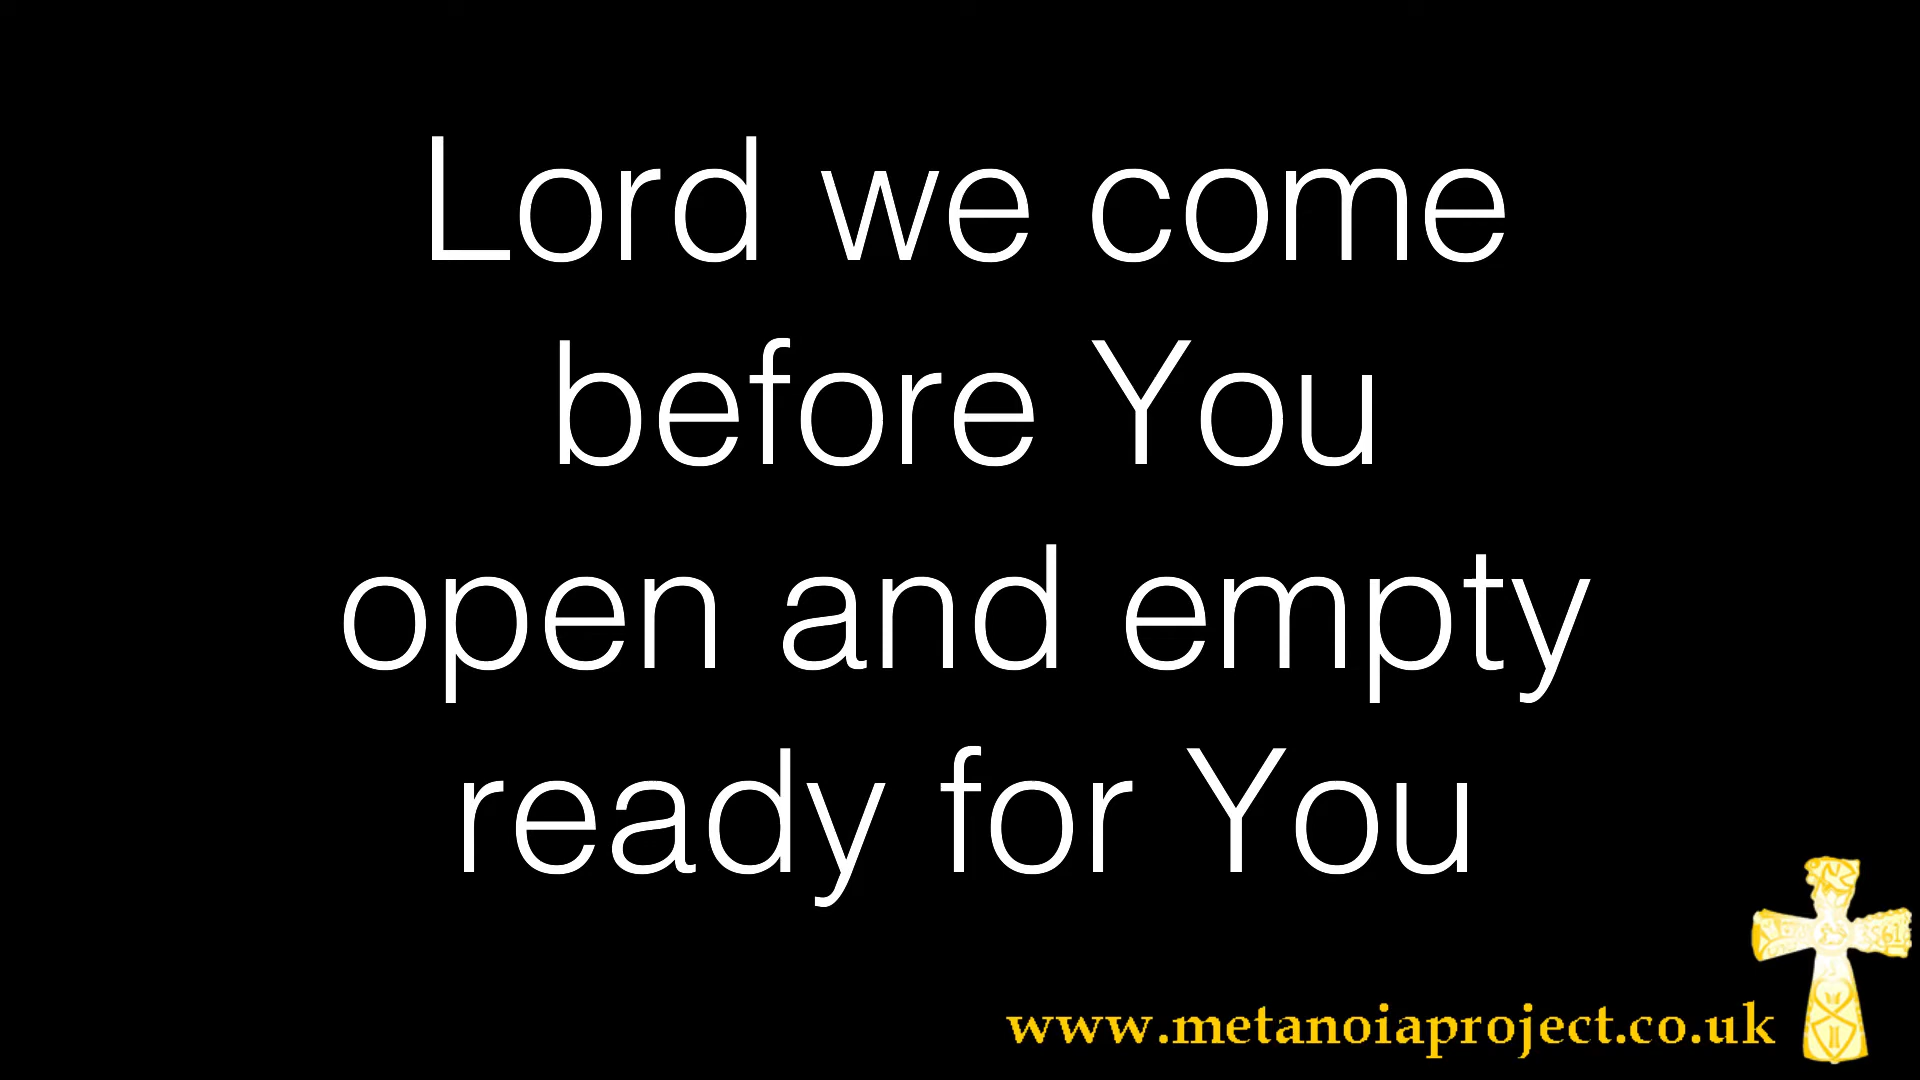 Lord we come
before You
open and empty
ready for You
www.metanoiaproject.co.uk